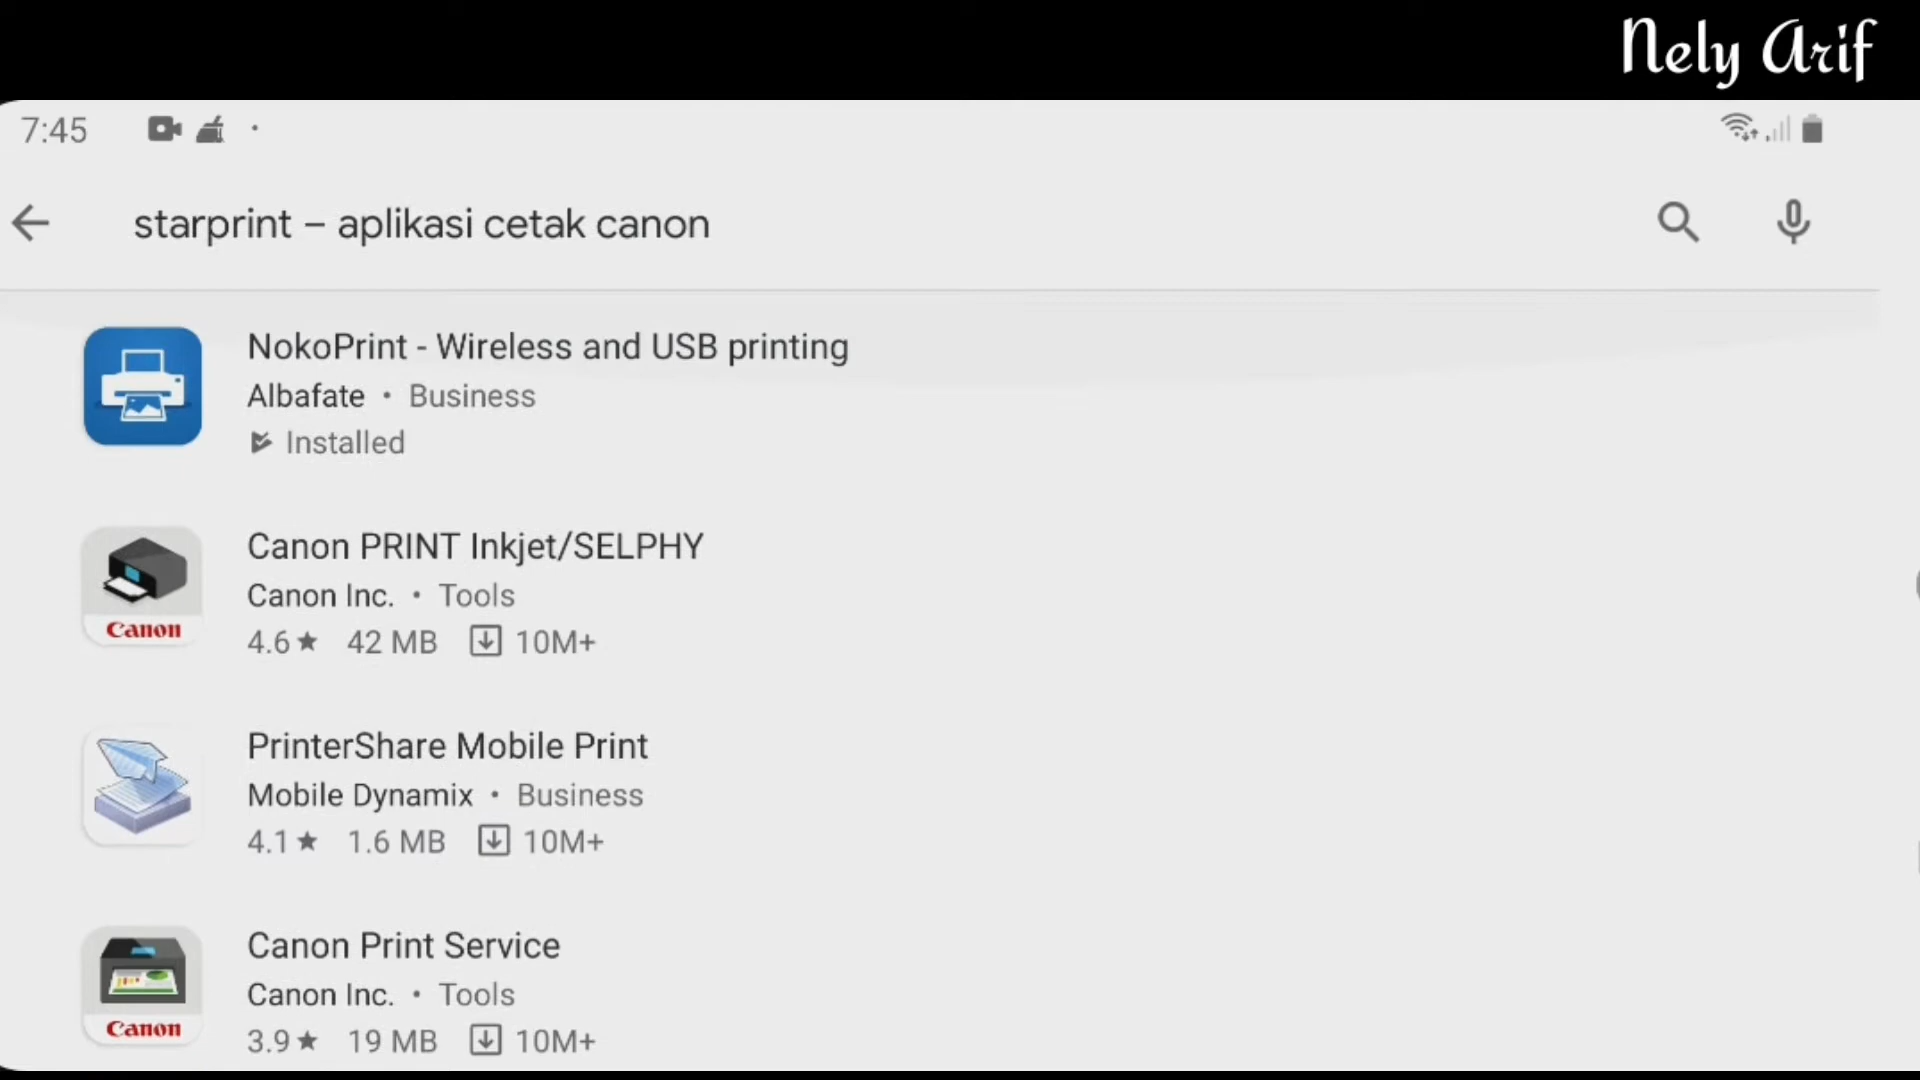 Nely Arif
7:45
starprint – aplikasi cetak canon
NokoPrint - Wireless and USB printing
Albafate • Business
Installed
Canon PRINT Inkjet/SELPHY
Canon Inc. • Tools
4.6★ 42 MB 10M+
Canon
PrinterShare Mobile Print
Mobile Dynamix • Business
4.1★ 1.6 MB 10M+
Canon Print Service
Canon Inc. • Tools
3.9★ 19 MB 10M+
Canon